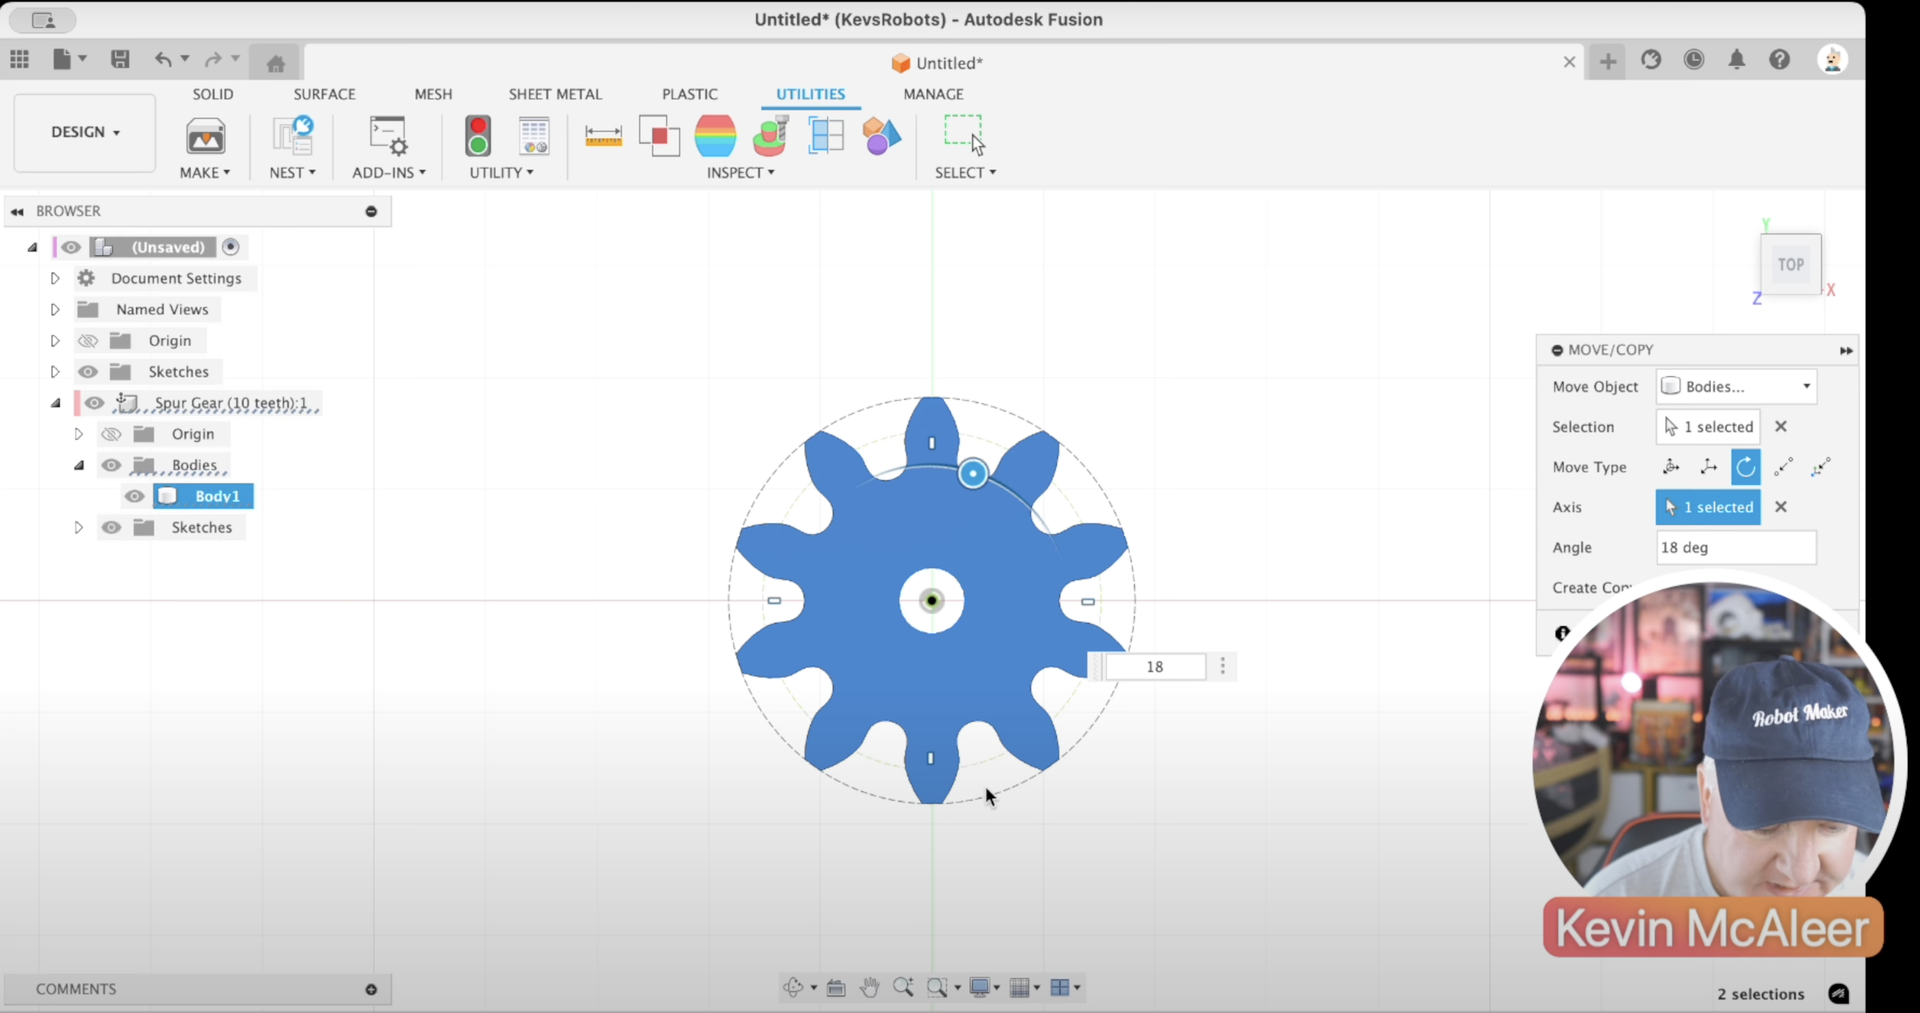 Untitled* (KevsRobots) - Autodesk Fusion
Untitled*
SOLID SURFACE MESH SHEET METAL PLASTIC UTILITIES MANAGE
DESIGN
MAKE NEST ADD-INS UTILITY INSPECT SELECT
BROWSER
(Unsaved)
Document Settings
Named Views
Origin
Sketches
Spur Gear (10 teeth):1
Origin
Bodies
Body1
Sketches
Y
TOP
X
Z
MOVE/COPY
Move Object Bodies...
Selection 1 selected
Move Type
Axis 1 selected
Angle 18 deg
Create
18
Robot Maker
Kevin McAleer
COMMENTS
2 selections